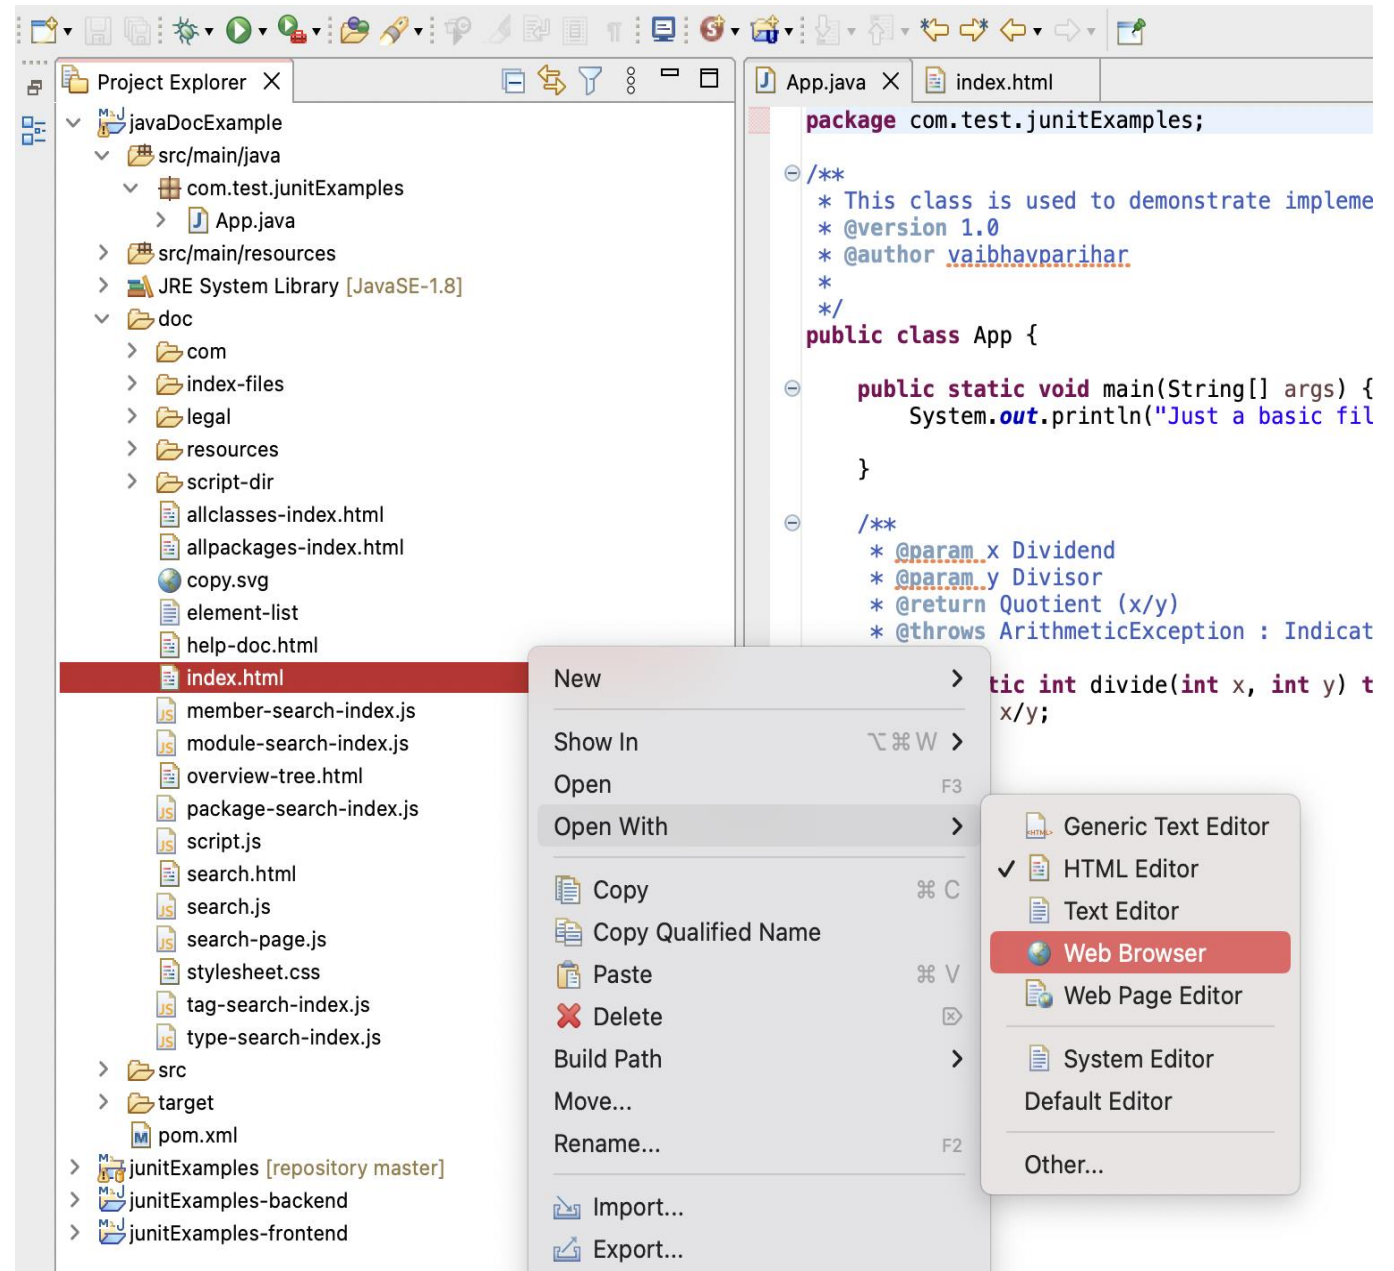 Project Explorer
App.java
index.html
javaDocExample
src/main/java
com.test.junitExamples
App.java
src/main/resources
JRE System Library [JavaSE-1.8]
doc
com
index-files
legal
resources
script-dir
allclasses-index.html
allpackages-index.html
copy.svg
element-list
help-doc.html
index.html
member-search-index.js
module-search-index.js
overview-tree.html
package-search-index.js
script.js
search.html
search.js
search-page.js
stylesheet.css
tag-search-index.js
type-search-index.js
src
target
pom.xml
junitExamples [repository master]
junitExamples-backend
junitExamples-frontend
package com.test.junitExamples;
/**
* This class is used to demonstrate impleme
* @version 1.0
* @author vaibhavparihar
*
*/
public class App {
public static void main(String[] args) {
System.out.println("Just a basic fil
}
/**
* @param x Dividend
* @param y Divisor
* @return Quotient (x/y)
* @throws ArithmeticException : Indicat
tic int divide(int x, int y) t
x/y;
New
Show In ⌥⌘W
Open F3
Open With
Copy ⌘ C
Copy Qualified Name
Paste ⌘ V
Delete ⌦
Build Path
Move...
Rename... F2
Import...
Export...
Generic Text Editor
HTML Editor
Text Editor
Web Browser
Web Page Editor
System Editor
Default Editor
Other...